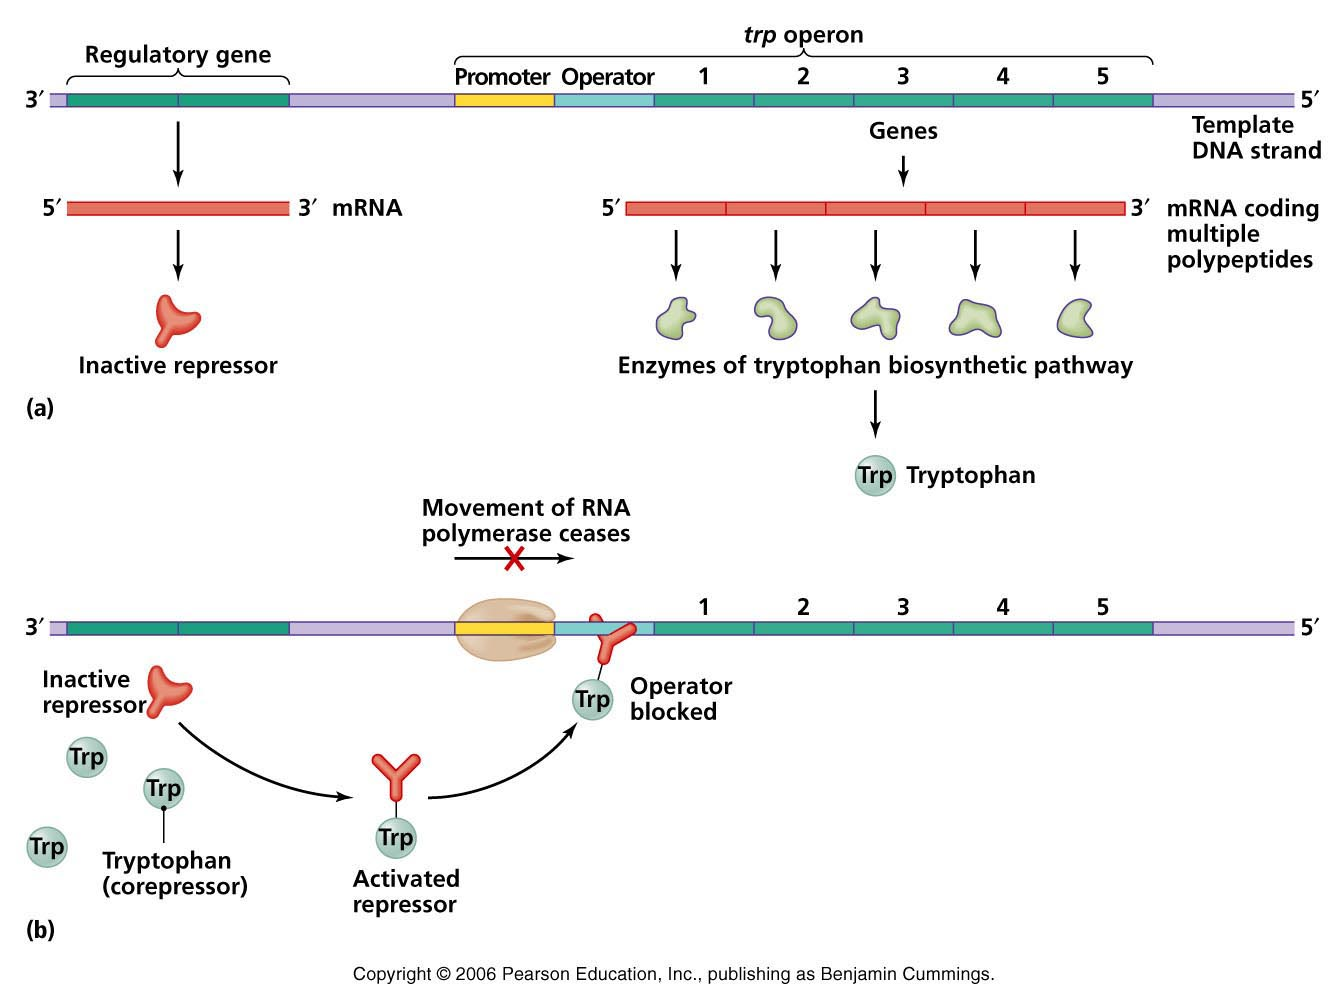 trp operon
Regulatory gene
Promoter Operator 1 2 3 4 5
3′ 5′
Genes
Template
DNA strand
5′ 3′ mRNA
5′ 3′
mRNA coding
multiple
polypeptides
Inactive repressor
Enzymes of tryptophan biosynthetic pathway
(a)
Trp Tryptophan
Movement of RNA
polymerase ceases
1 2 3 4 5
3′ 5′
Inactive
repressor
Trp
Operator
blocked
Trp
Trp
Trp
Trp
Tryptophan
(corepressor)
Activated
repressor
(b)
Copyright © 2006 Pearson Education, Inc., publishing as Benjamin Cummings.